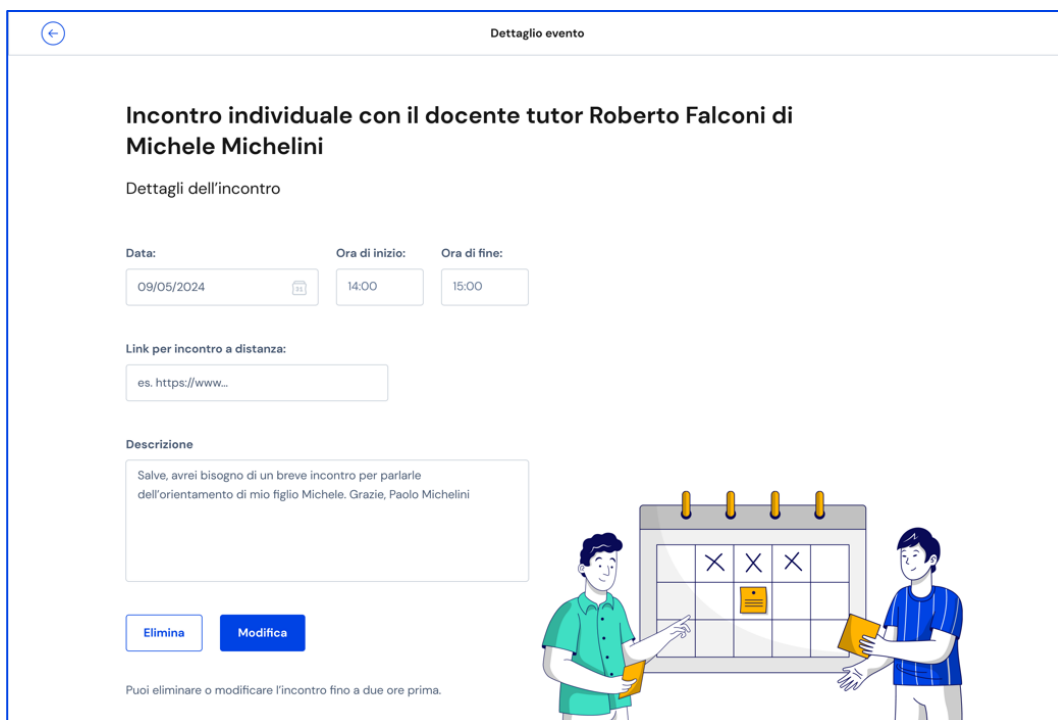 Dettaglio evento
Incontro individuale con il docente tutor Roberto Falconi di
Michele Michelini
Dettagli dell'incontro
Data:
Ora di inizio:
Ora di fine:
09/05/2024
31
14:00
15:00
Link per incontro a distanza:
es. https://www...
Descrizione
Salve, avrei bisogno di un breve incontro per parlarle
dell'orientamento di mio figlio Michele. Grazie, Paolo Michelini
Elimina
Modifica
Puoi eliminare o modificare l'incontro fino a due ore prima.